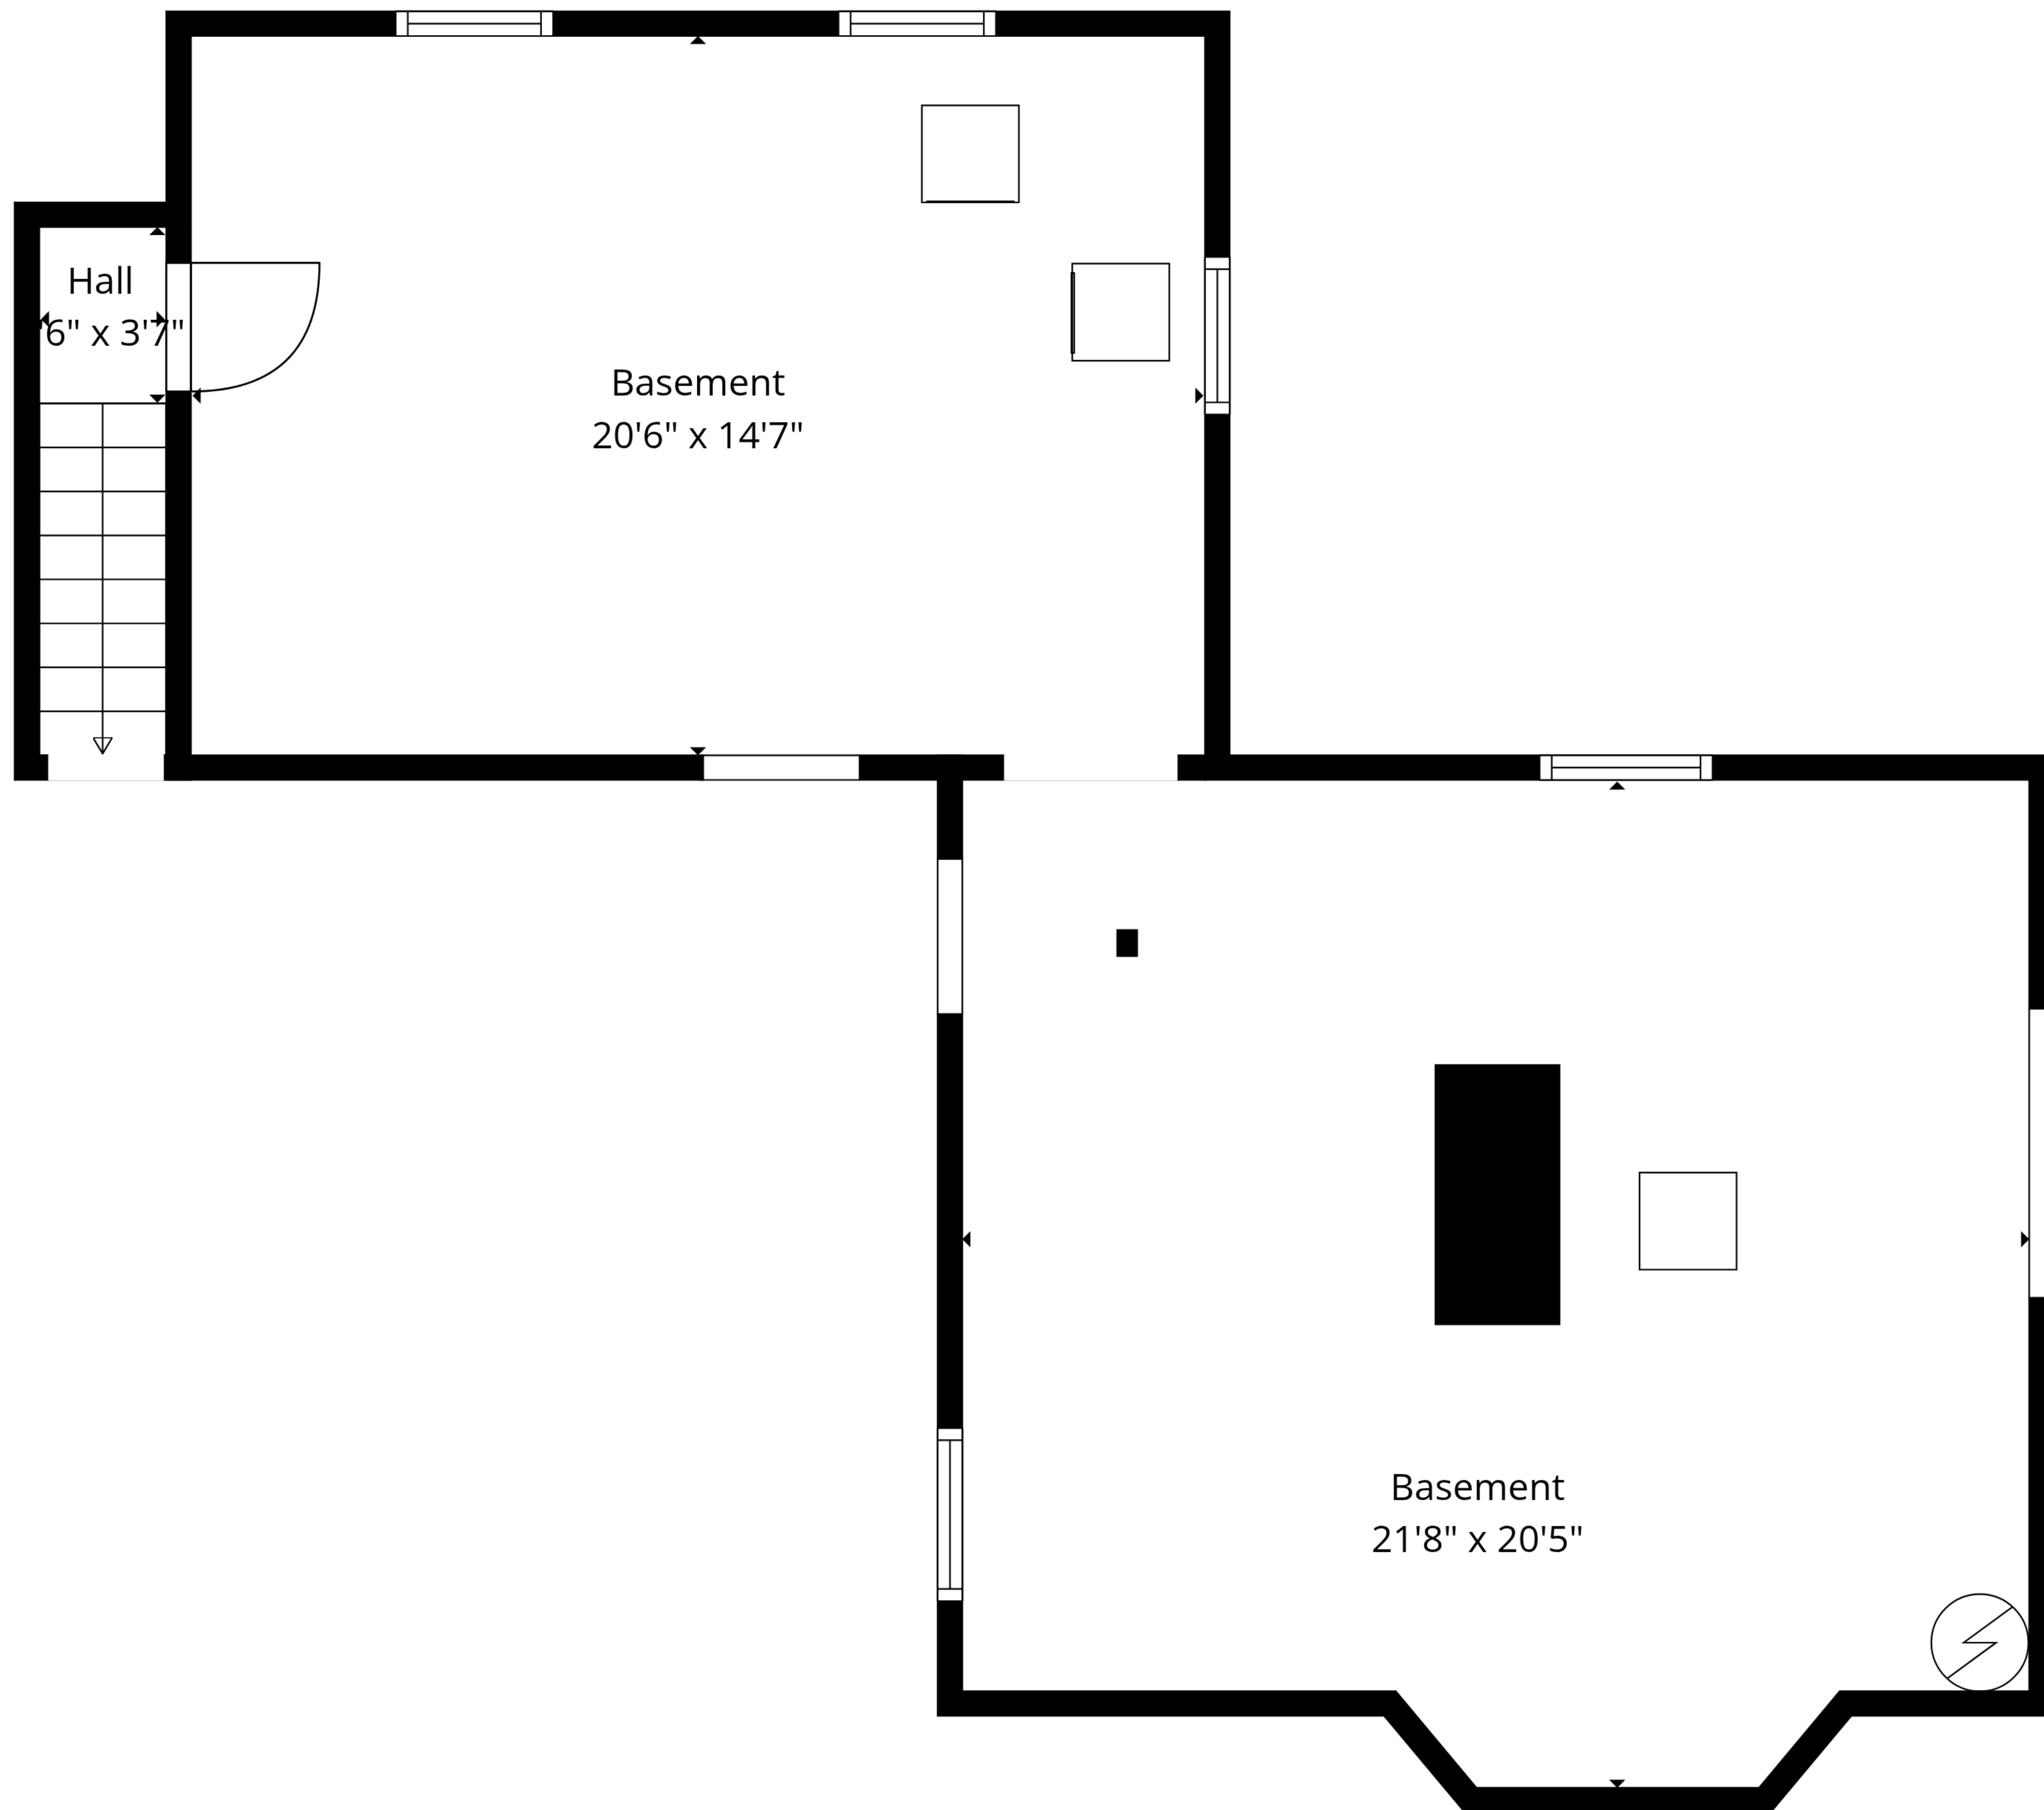 Hall
6" x 3'7"
Basement
20'6" x 14'7"
Basement
21'8" x 20'5"